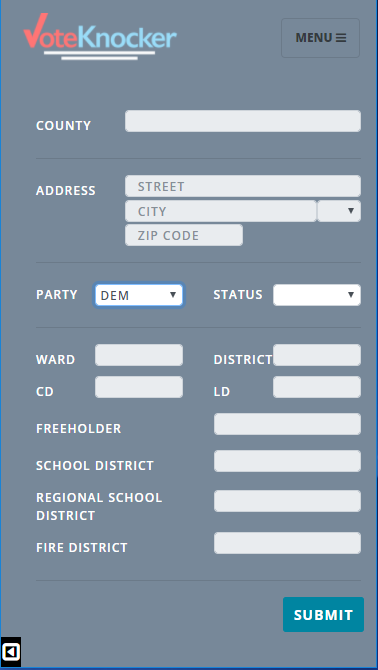 VoteKnocker
MENU
COUNTY
ADDRESS STREET
CITY
ZIP CODE
PARTY DEM STATUS
WARD DISTRICT
CD LD
FREEHOLDER
SCHOOL DISTRICT
REGIONAL SCHOOL
DISTRICT
FIRE DISTRICT
SUBMIT